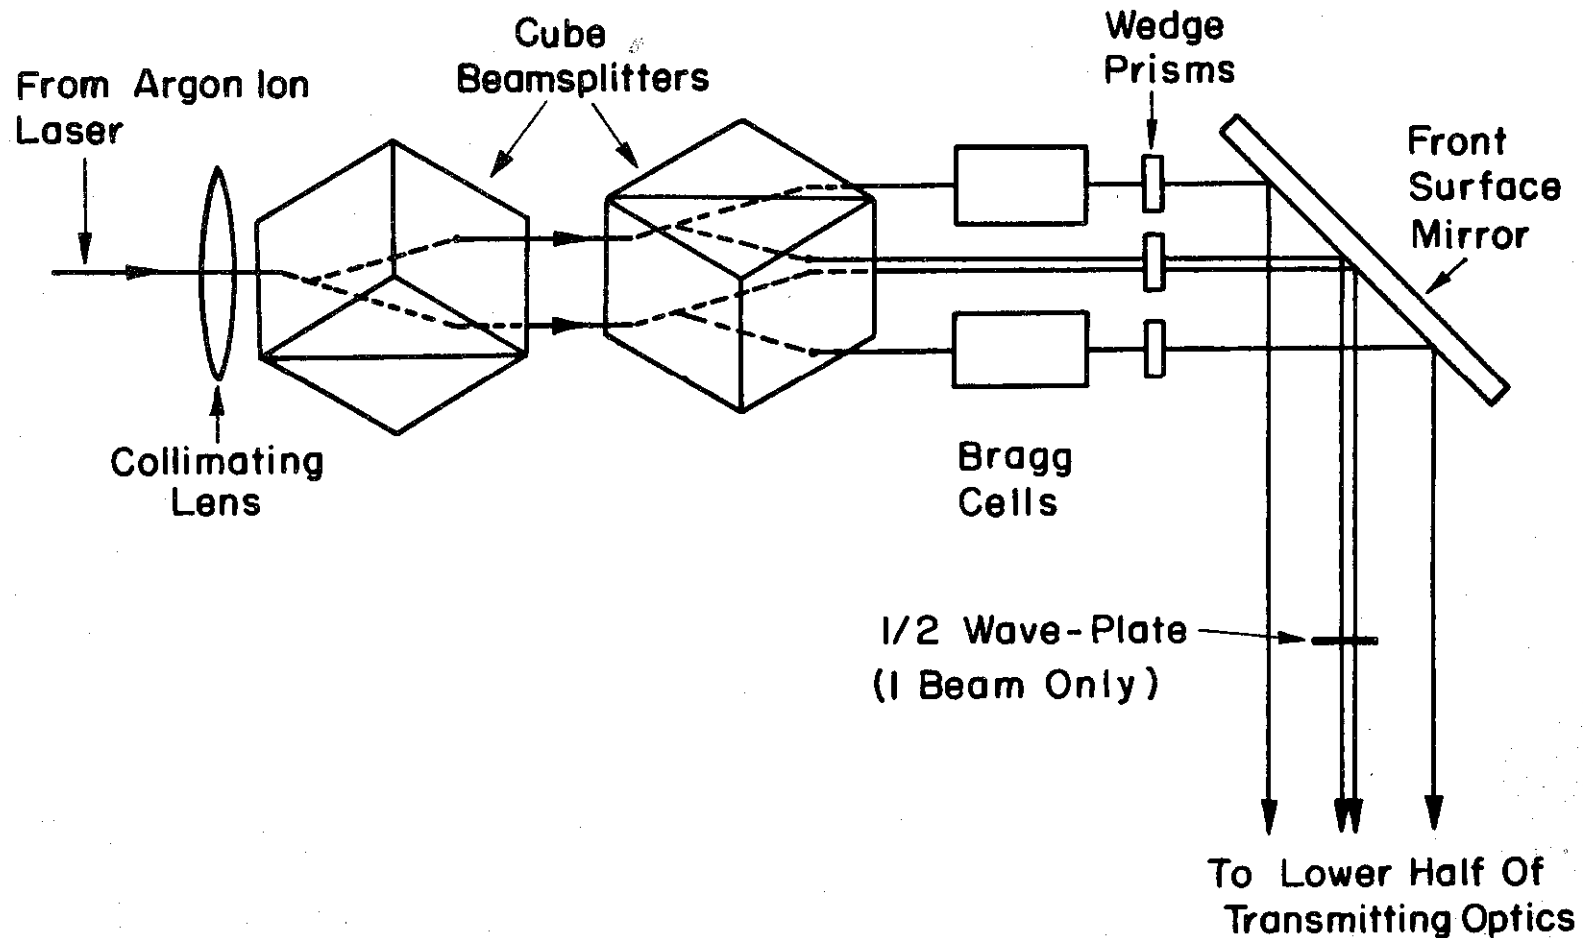 Cube
Beamsplitters
Wedge
Prisms
From Argon Ion
Laser
Front
Surface
Mirror
Collimating
Lens
Bragg
Cells
1/2 Wave-Plate
(1 Beam Only)
To Lower Half Of
Transmitting Optics